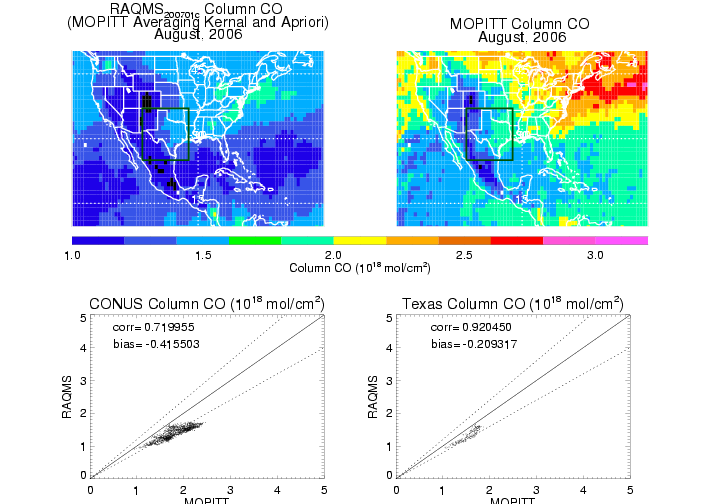 RAQMS200701c Column CO
(MOPITT Averaging Kernal and Apriori)
August, 2006
MOPITT Column CO
August, 2006
1.0 1.5 2.0 2.5 3.0
Column CO (10^18 mol/cm^2)
CONUS Column CO (10^18 mol/cm^2)
corr= 0.719955
bias= -0.415503
5
4
3
2
1
0
RAQMS
0 1 2 3 4 5
MOPITT
Texas Column CO (10^18 mol/cm^2)
corr= 0.920450
bias= -0.209317
5
4
3
2
1
0
RAQMS
0 1 2 3 4 5
MOPITT